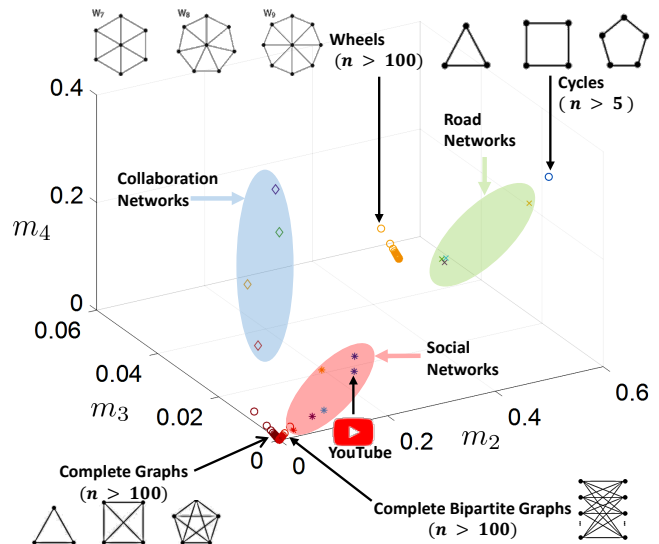 W₇
W₈
W₉
Wheels
(n > 100)
Cycles
( n > 5 )
Road
Networks
Collaboration
Networks
0.4
0.2
0
m₄
0.06
0.04
0.02
0
m₃
0
0.2
0.4
0.6
m₂
Social
Networks
YouTube
Complete Graphs
(n > 100)
Complete Bipartite Graphs
(n > 100)